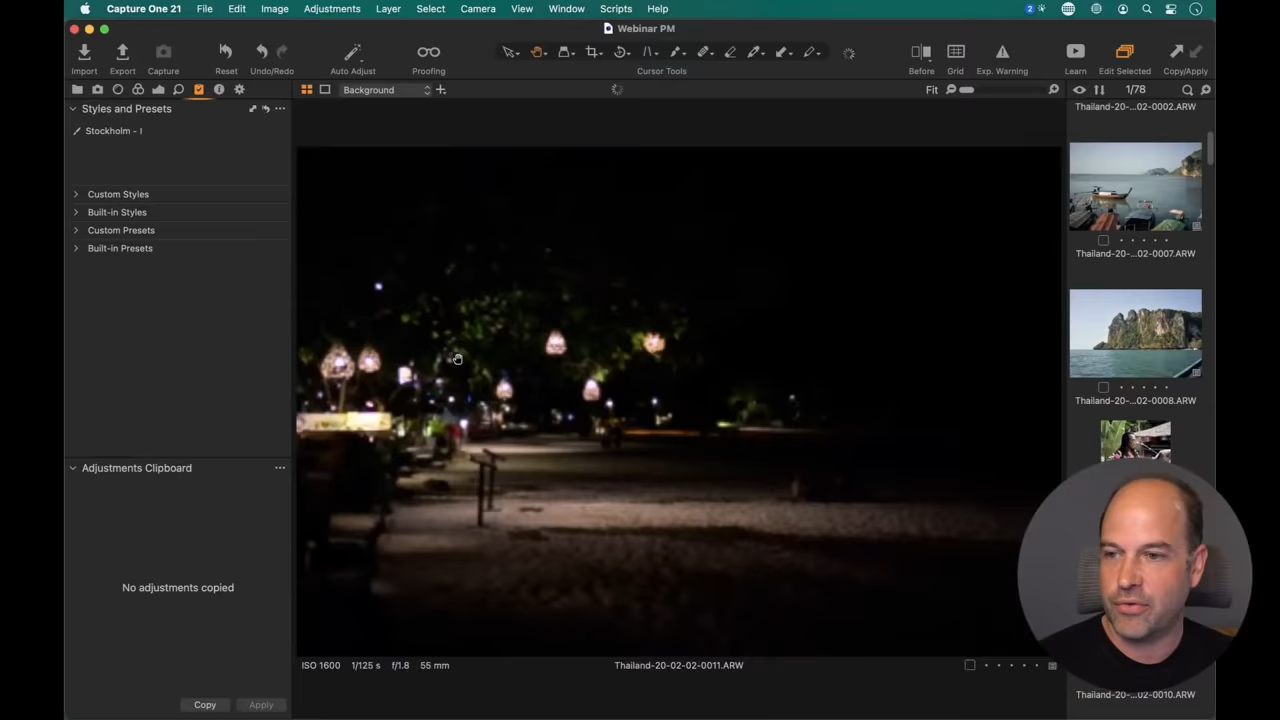 Capture One 21 File Edit Image Adjustments Layer Select Camera View Window Scripts Help 2
Webinar PM
Import Export Capture Reset Undo/Redo Auto Adjust Proofing Cursor Tools Before Grid Exp. Warning Learn Edit Selected Copy/Apply
Background Fit 1/78
Styles and Presets
Stockholm - I
Custom Styles
Built-in Styles
Custom Presets
Built-in Presets
Adjustments Clipboard
No adjustments copied
Copy Apply
ISO 1600 1/125 s f/1.8 55 mm Thailand-20-02-02-0011.ARW
Thailand-20-...02-0002.ARW
Thailand-20-...02-0007.ARW
Thailand-20-...02-0008.ARW
Thailand-20-...02-0010.ARW